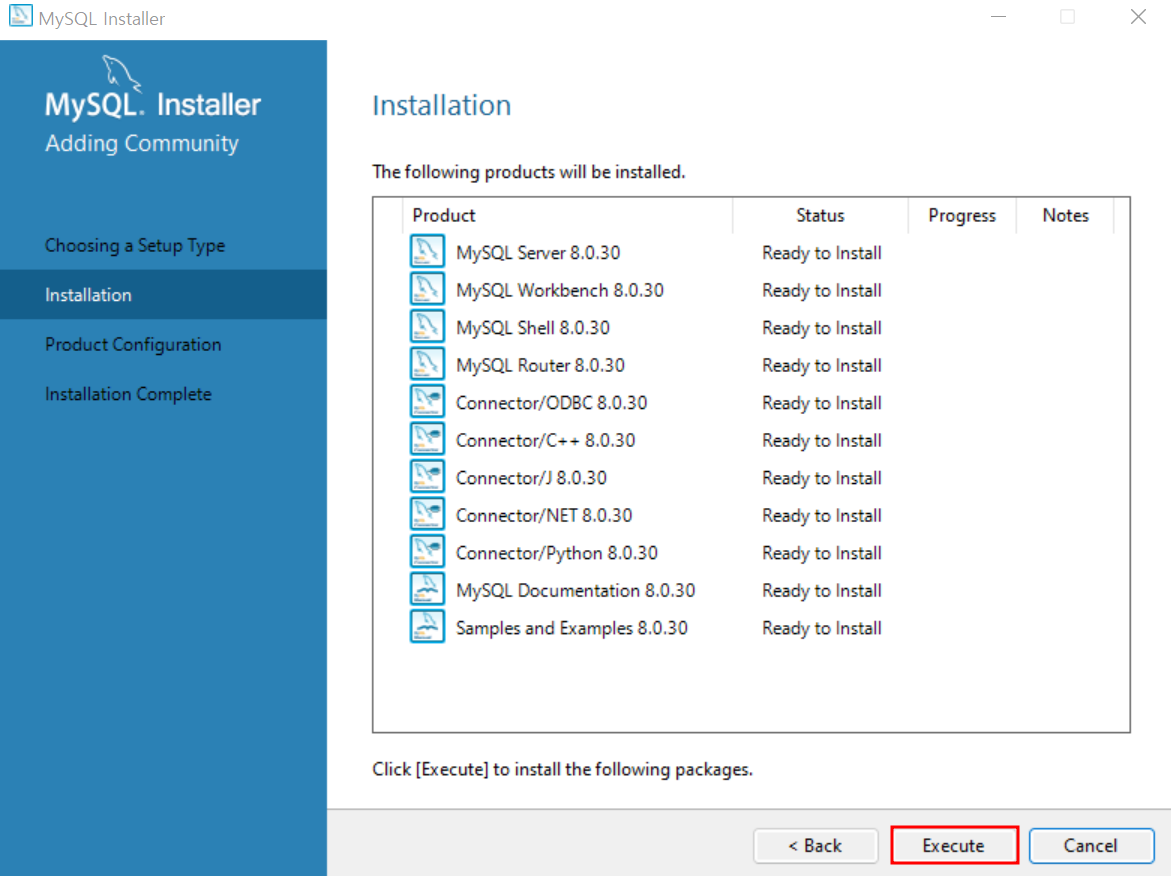 MySQL Installer
MySQL. Installer
Adding Community
Choosing a Setup Type
Installation
Product Configuration
Installation Complete
Installation
The following products will be installed.
Product Status Progress Notes
MySQL Server 8.0.30 Ready to Install
MySQL Workbench 8.0.30 Ready to Install
MySQL Shell 8.0.30 Ready to Install
MySQL Router 8.0.30 Ready to Install
Connector/ODBC 8.0.30 Ready to Install
Connector/C++ 8.0.30 Ready to Install
Connector/J 8.0.30 Ready to Install
Connector/NET 8.0.30 Ready to Install
Connector/Python 8.0.30 Ready to Install
MySQL Documentation 8.0.30 Ready to Install
Samples and Examples 8.0.30 Ready to Install
Click [Execute] to install the following packages.
< Back Execute Cancel